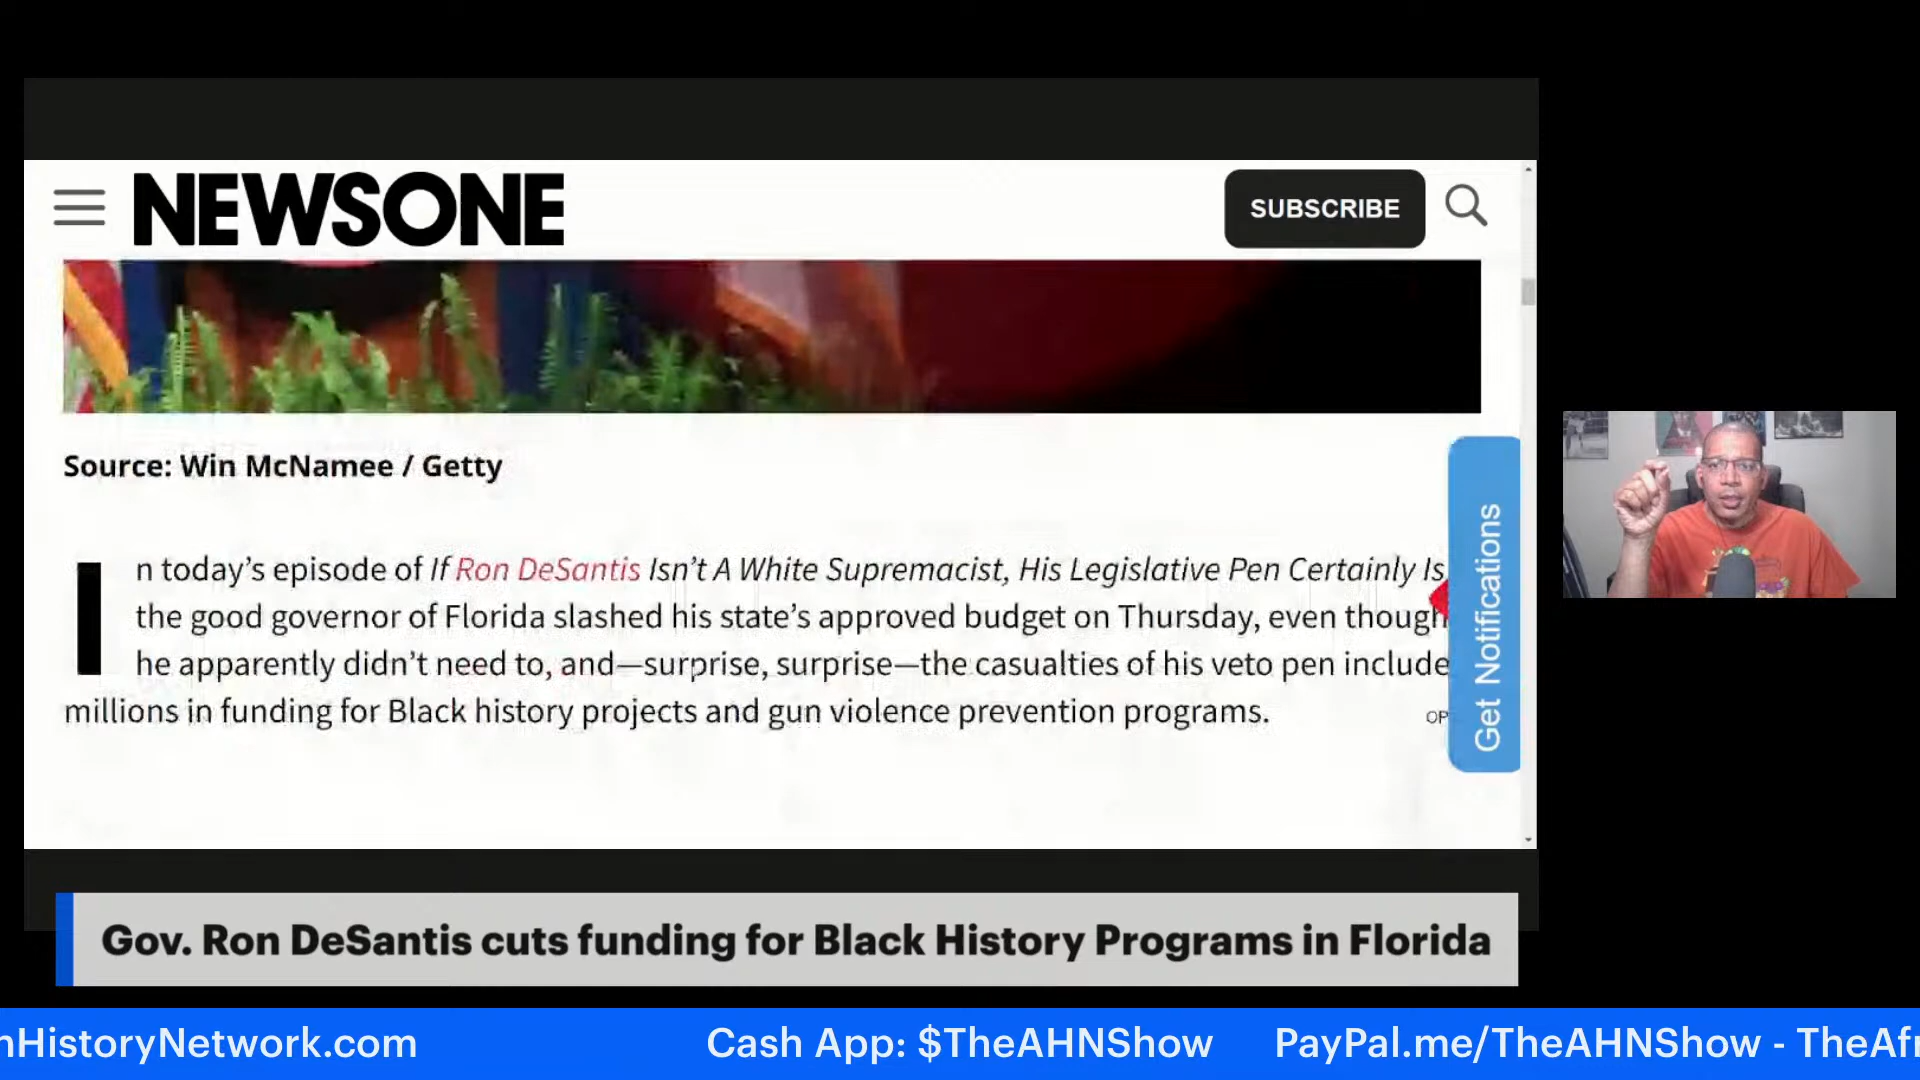 NEWSONE
SUBSCRIBE
Source: Win McNamee / Getty
In today’s episode of If Ron DeSantis Isn’t A White Supremacist, His Legislative Pen Certainly Is,
the good governor of Florida slashed his state’s approved budget on Thursday, even though
he apparently didn’t need to, and—surprise, surprise—the casualties of his veto pen include
millions in funding for Black history projects and gun violence prevention programs.
OP
Get Notifications
Gov. Ron DeSantis cuts funding for Black History Programs in Florida
nHistoryNetwork.com Cash App: $TheAHNShow PayPal.me/TheAHNShow - TheAfr